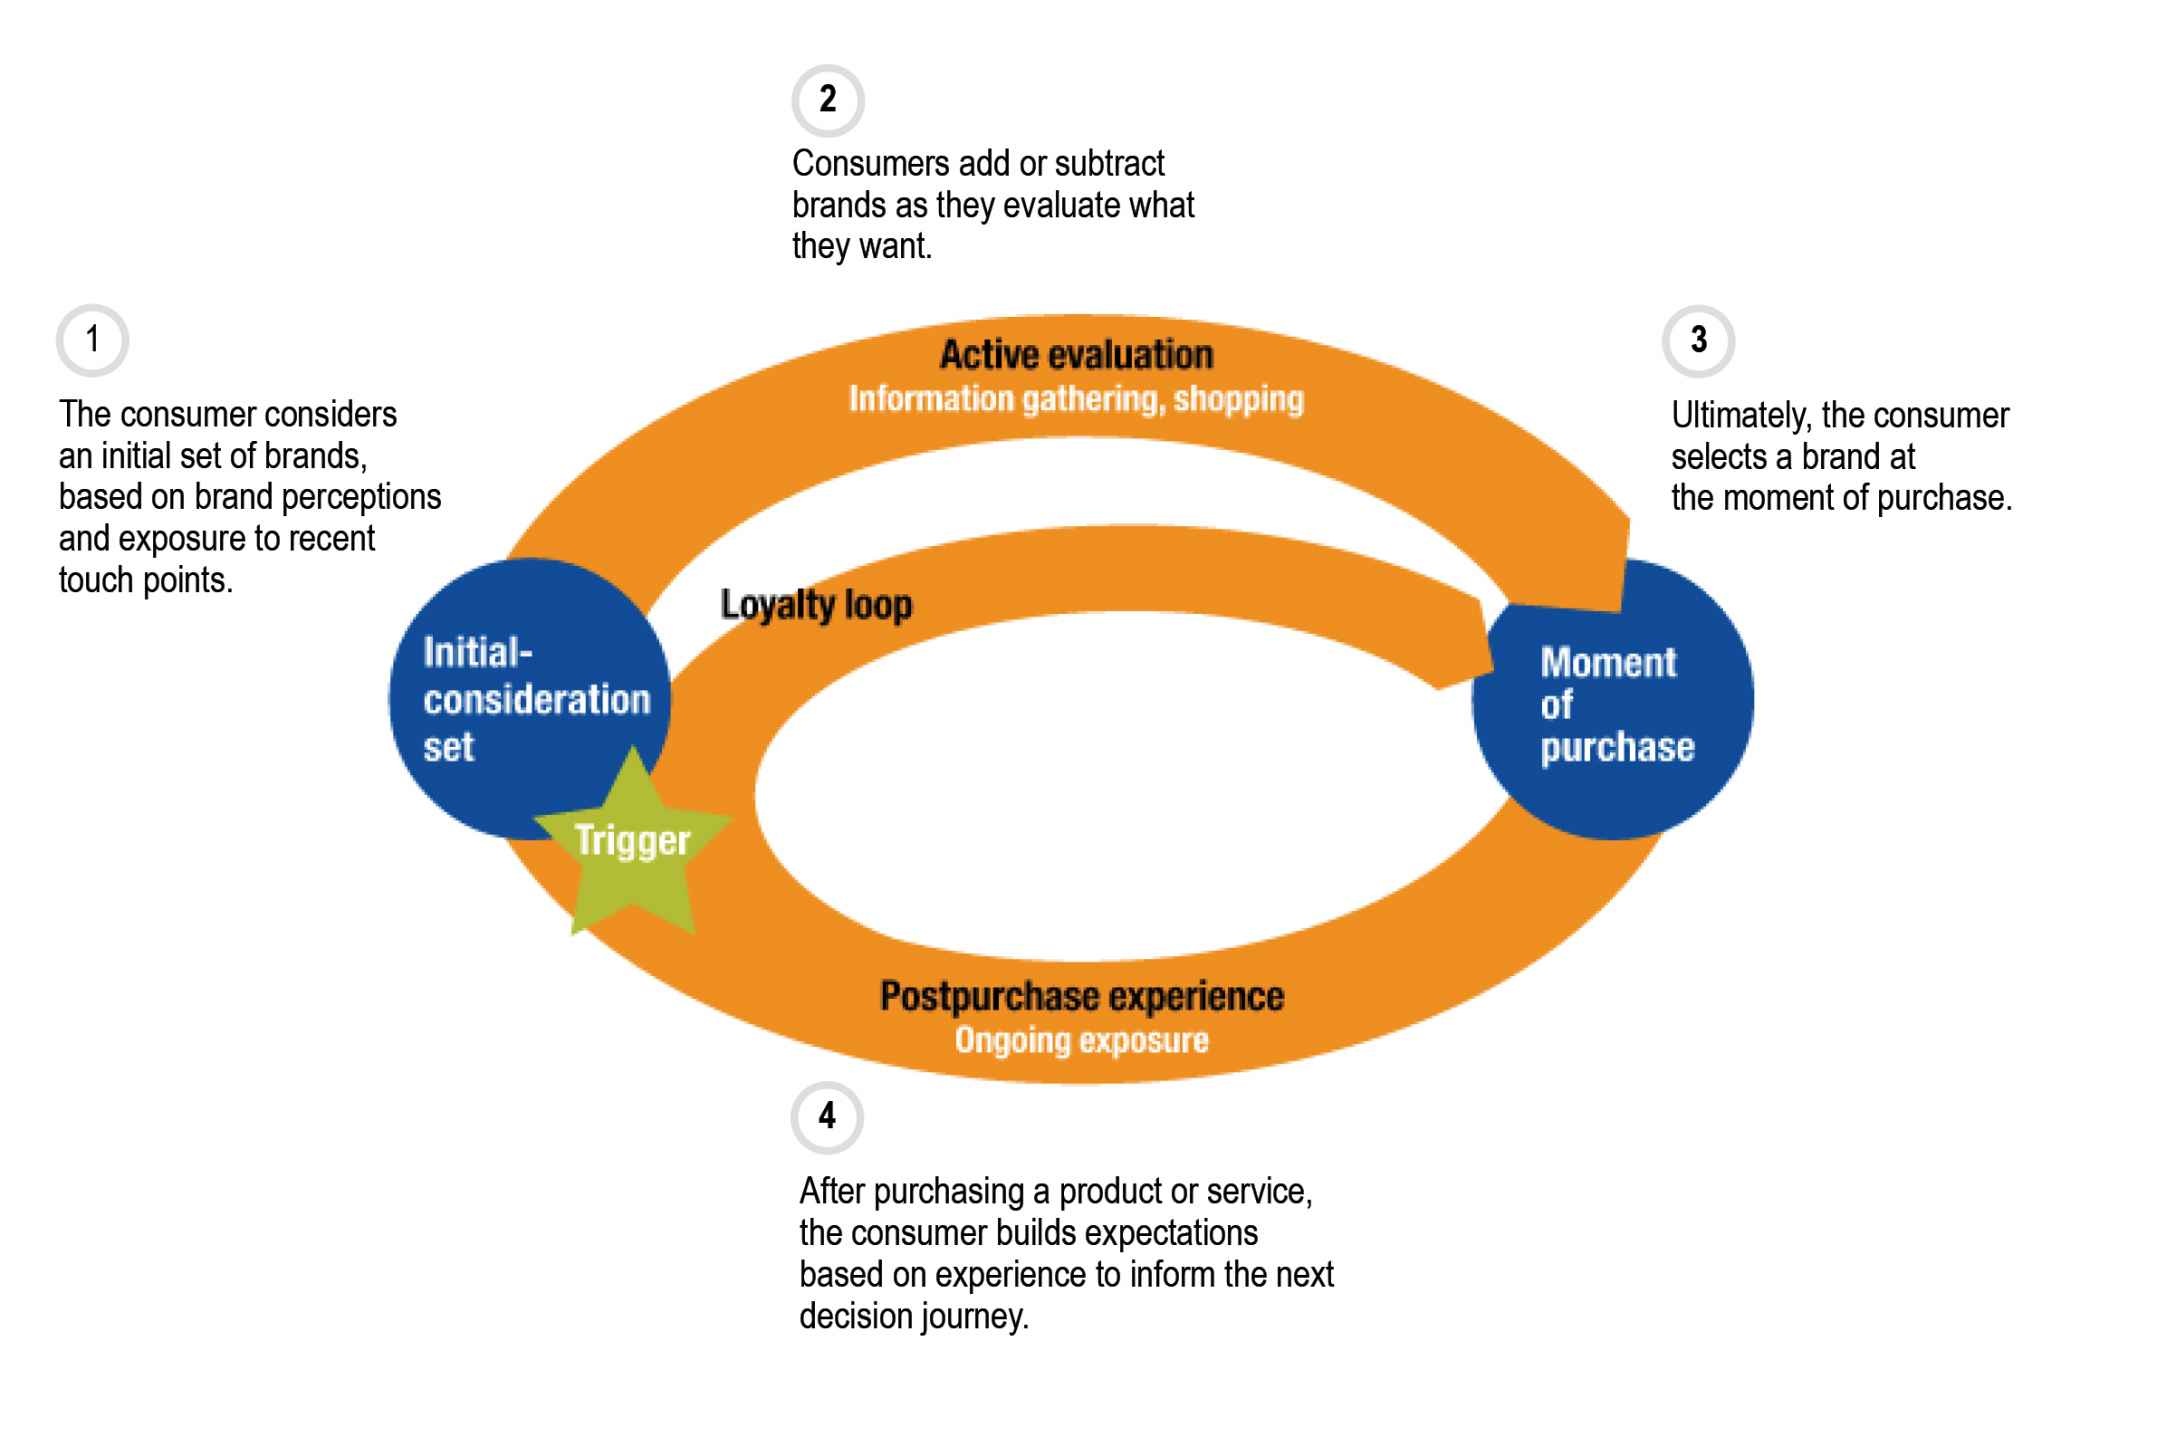 2
Consumers add or subtract
brands as they evaluate what
they want.
1
The consumer considers
an initial set of brands,
based on brand perceptions
and exposure to recent
touch points.
3
Ultimately, the consumer
selects a brand at
the moment of purchase.
Active evaluation
Information gathering, shopping
Loyalty loop
Initial-
consideration
set
Moment
of
purchase
Trigger
Postpurchase experience
Ongoing exposure
4
After purchasing a product or service,
the consumer builds expectations
based on experience to inform the next
decision journey.